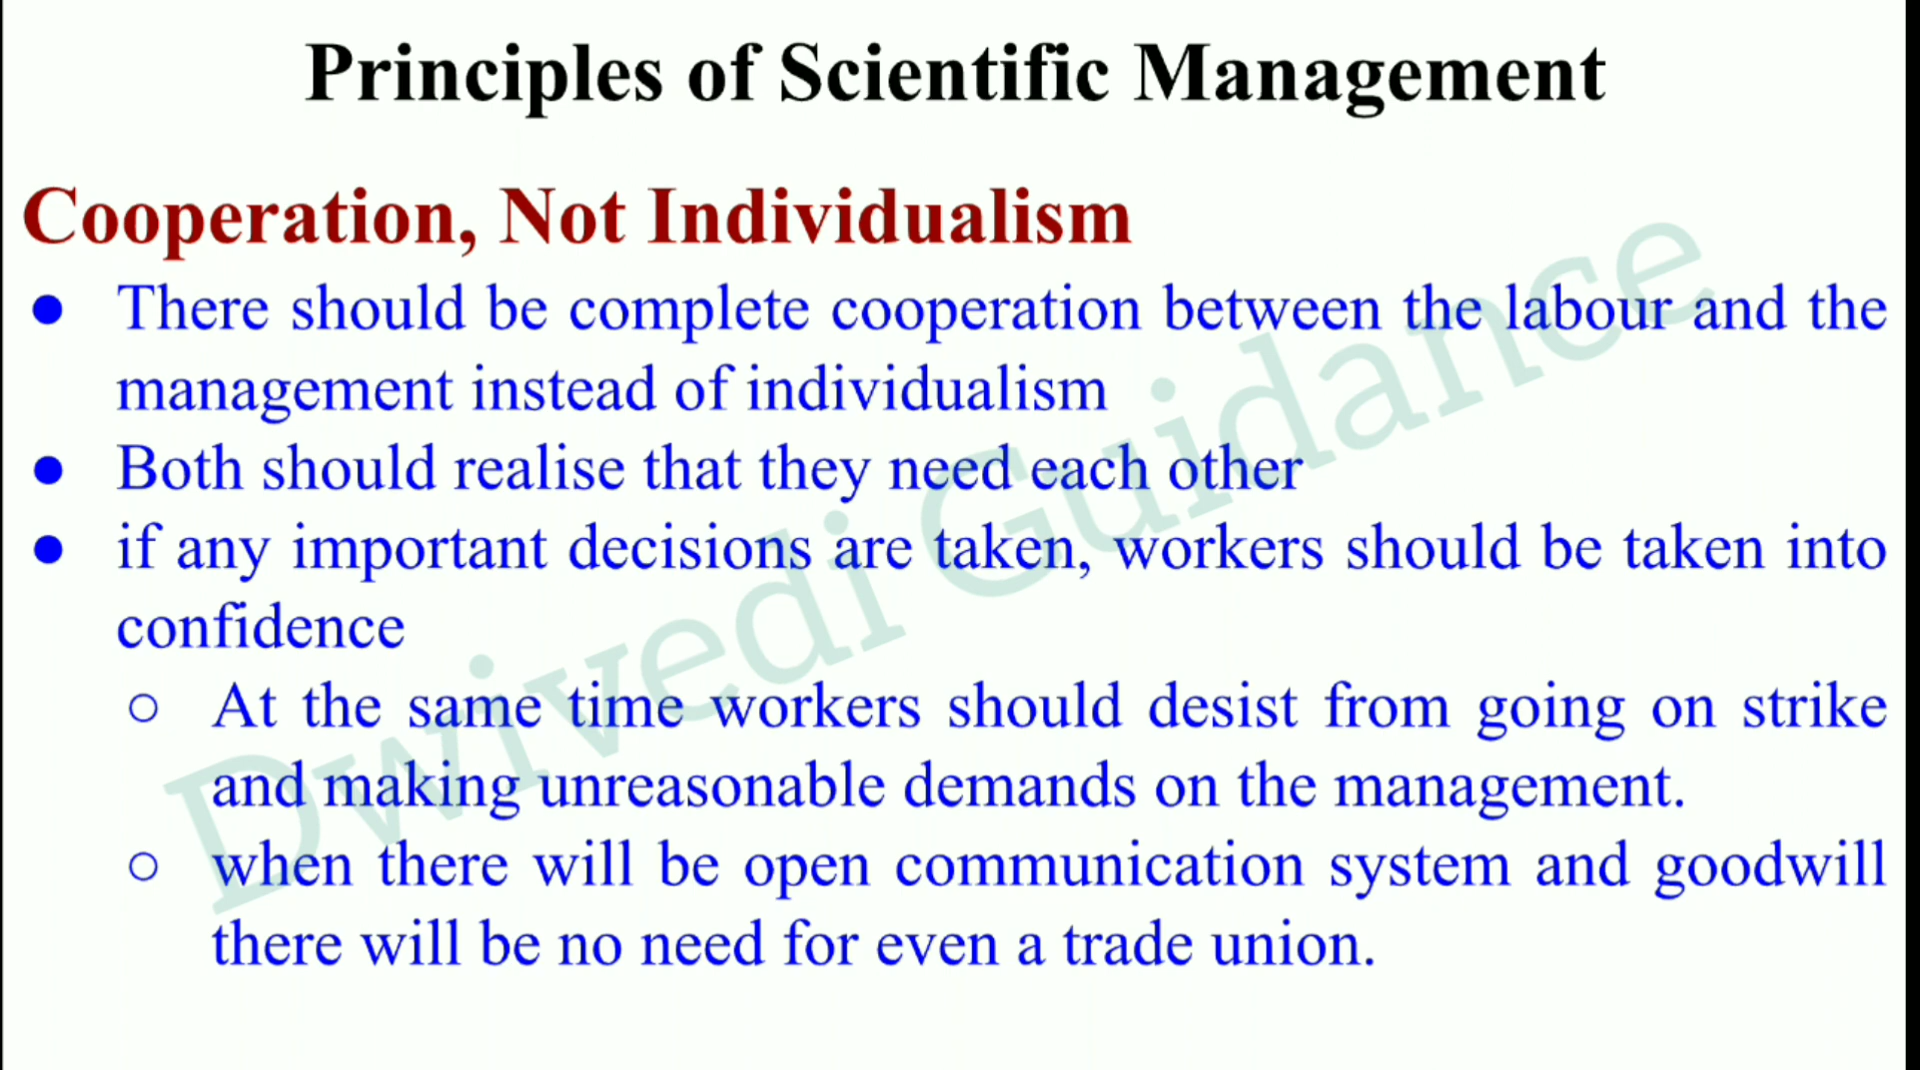 Principles of Scientific Management
Cooperation, Not Individualism
● There should be complete cooperation between the labour and the
management instead of individualism
● Both should realise that they need each other
● if any important decisions are taken, workers should be taken into
confidence
○ At the same time workers should desist from going on strike
and making unreasonable demands on the management.
○ when there will be open communication system and goodwill
there will be no need for even a trade union.
Dwivedi Guidance